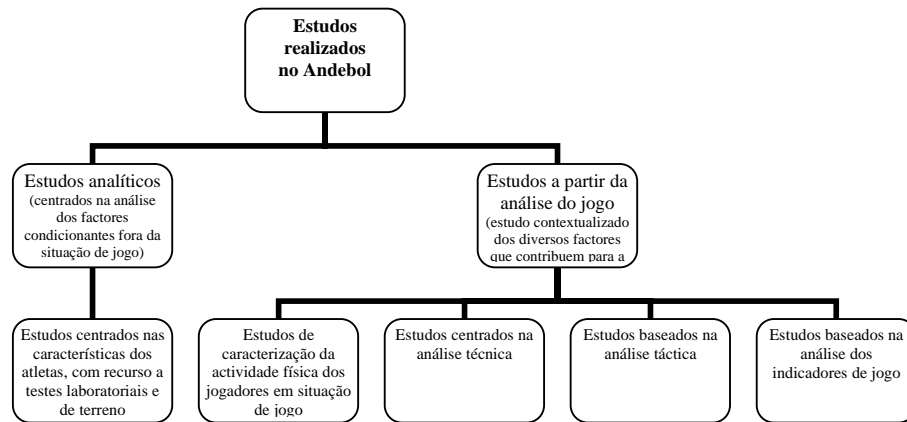 Estudos
realizados
no Andebol
Estudos analíticos
(centrados na análise
dos factores
condicionantes fora da
situação de jogo)
Estudos a partir da
análise do jogo
(estudo contextualizado
dos diversos factores
que contribuem para a
Estudos centrados nas
características dos
atletas, com recurso a
testes laboratoriais e
de terreno
Estudos de
caracterização da
actividade física dos
jogadores em situação
de jogo
Estudos centrados na
análise técnica
Estudos baseados na
análise táctica
Estudos baseados na
análise dos
indicadores de jogo